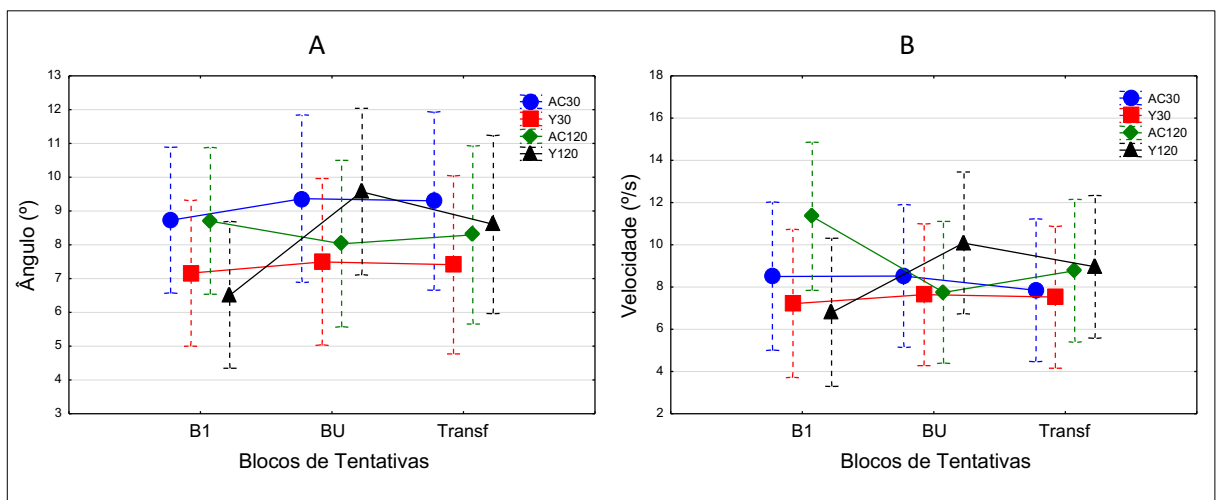 A
Ângulo (º)
13
12
11
10
9
8
7
6
5
4
3
AC30
Y30
AC120
Y120
B1
BU
Transf
Blocos de Tentativas
B
Velocidade (º/s)
18
16
14
12
10
8
6
4
2
AC30
Y30
AC120
Y120
B1
BU
Transf
Blocos de Tentativas